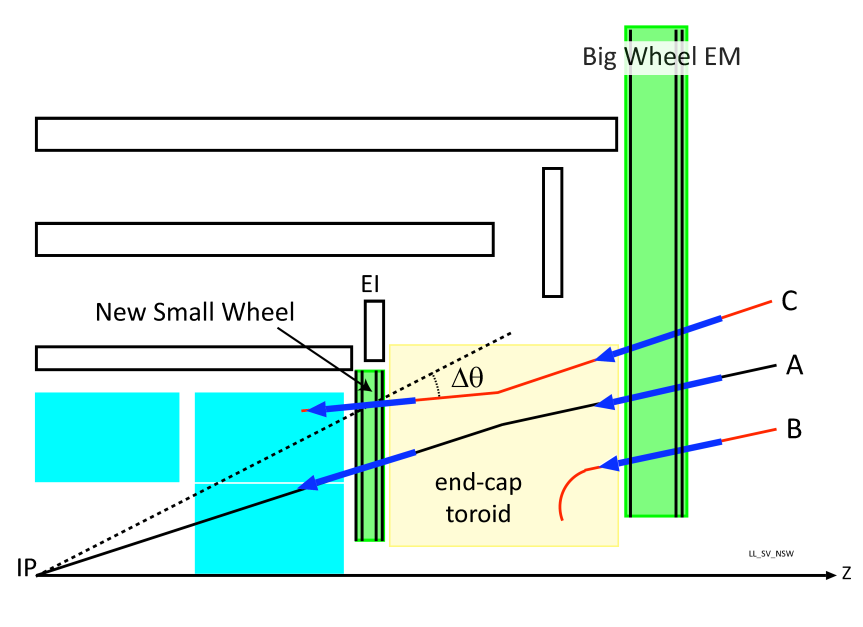 Big Wheel EM
EI
New Small Wheel
C
A
Δθ
B
end-cap
toroid
LL_SV_NSW
IP
Z